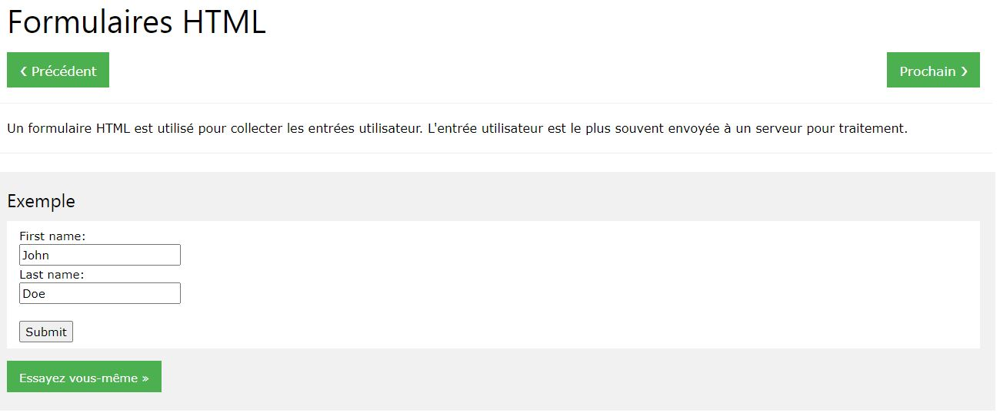 Formulaires HTML
❮ Précédent
Prochain ❯
Un formulaire HTML est utilisé pour collecter les entrées utilisateur. L'entrée utilisateur est le plus souvent envoyée à un serveur pour traitement.
Exemple
First name:
John
Last name:
Doe
Submit
Essayez vous-même »